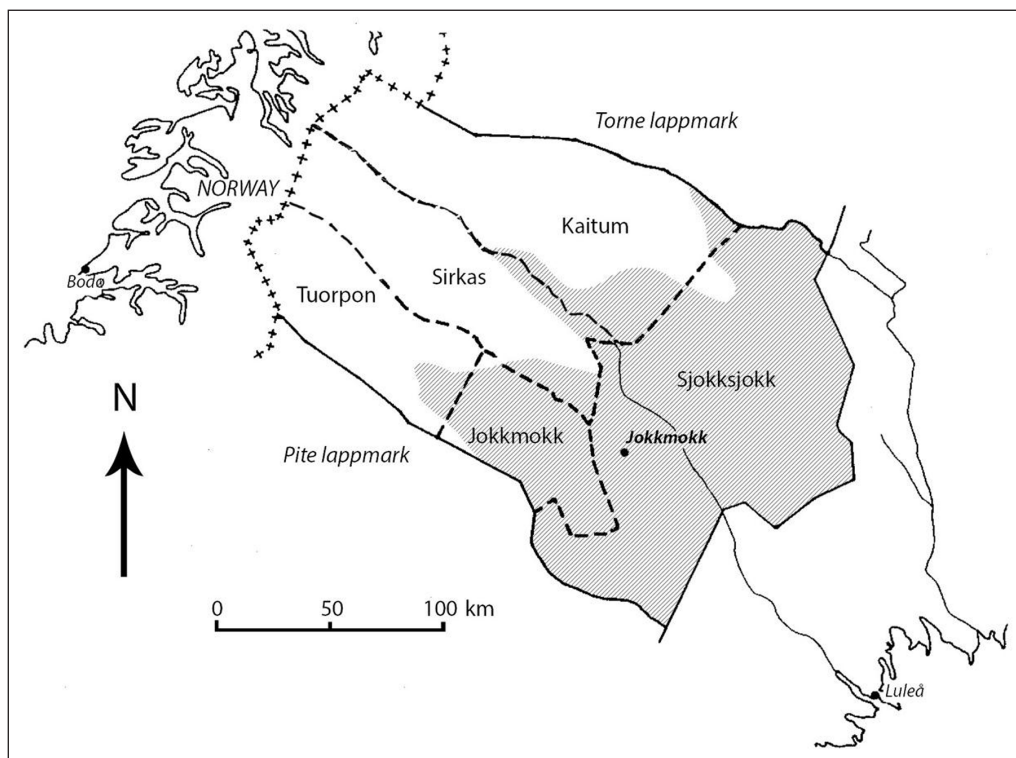 Torne lappmark
NORWAY
Kaitum
Sirkas
Bodø
Tuorpon
Sjokksjokk
N
Jokkmokk
Jokkmokk
Pite lappmark
0 50 100 km
Luleå